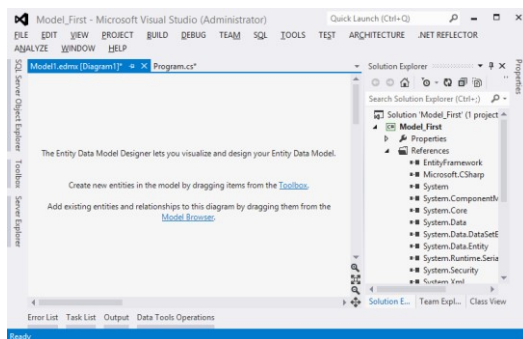 Model_First - Microsoft Visual Studio (Administrator)
Quick Launch (Ctrl+Q)
FILE EDIT VIEW PROJECT BUILD DEBUG TEAM SQL TOOLS TEST ARCHITECTURE .NET REFLECTOR
ANALYZE WINDOW HELP
SQL Server Object Explorer
Toolbox
Server Explorer
Model1.edmx [Diagram1]*
Program.cs*
The Entity Data Model Designer lets you visualize and design your Entity Data Model.
Create new entities in the model by dragging items from the Toolbox.
Add existing entities and relationships to this diagram by dragging them from the
Model Browser.
Solution Explorer
Search Solution Explorer (Ctrl+;)
Solution 'Model_First' (1 project
Model_First
Properties
References
EntityFramework
Microsoft.CSharp
System
System.ComponentM
System.Core
System.Data
System.Data.DataSetE
System.Data.Entity
System.Runtime.Seria
System.Security
System.Xml
Solution E... Team Expl... Class View
Properties
Error List Task List Output Data Tools Operations
Ready